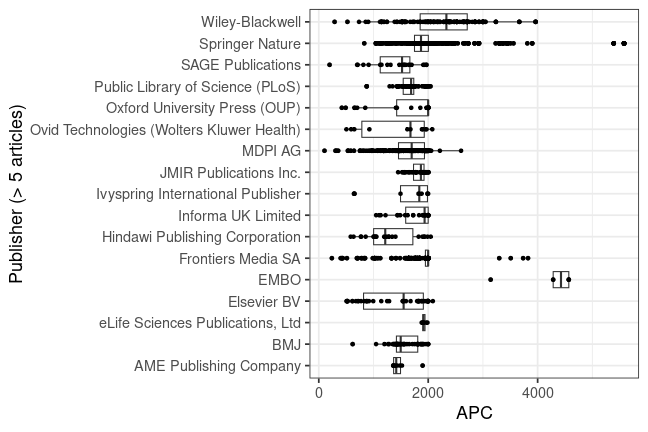 Publisher (> 5 articles)
Wiley-Blackwell
Springer Nature
SAGE Publications
Public Library of Science (PLoS)
Oxford University Press (OUP)
Ovid Technologies (Wolters Kluwer Health)
MDPI AG
JMIR Publications Inc.
Ivyspring International Publisher
Informa UK Limited
Hindawi Publishing Corporation
Frontiers Media SA
EMBO
Elsevier BV
eLife Sciences Publications, Ltd
BMJ
AME Publishing Company
0 2000 4000
APC